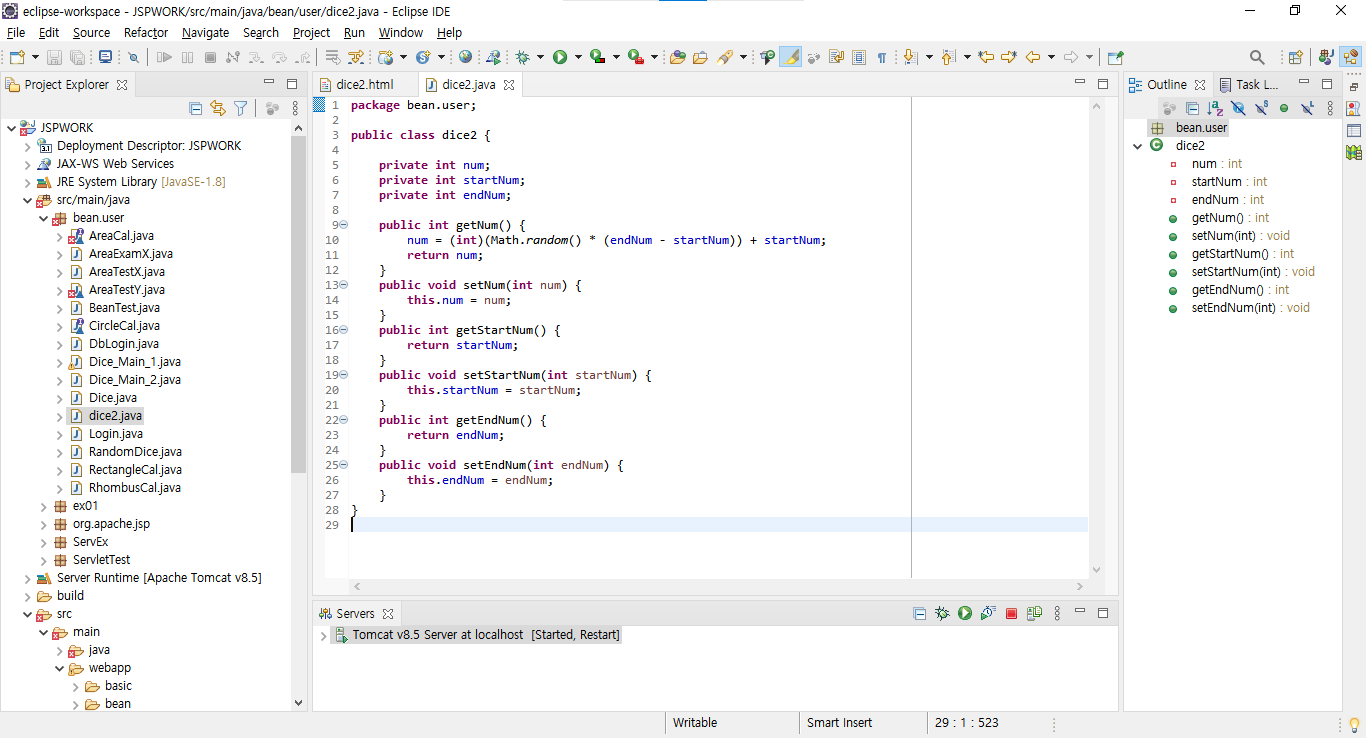 eclipse-workspace - JSPWORK/src/main/java/bean/user/dice2.java - Eclipse IDE
File Edit Source Refactor Navigate Search Project Run Window Help
Project Explorer
JSPWORK
Deployment Descriptor: JSPWORK
JAX-WS Web Services
JRE System Library [JavaSE-1.8]
src/main/java
bean.user
AreaCal.java
AreaExamX.java
AreaTestX.java
AreaTestY.java
BeanTest.java
CircleCal.java
DbLogin.java
Dice_Main_1.java
Dice_Main_2.java
Dice.java
dice2.java
Login.java
RandomDice.java
RectangleCal.java
RhombusCal.java
ex01
org.apache.jsp
ServEx
ServletTest
Server Runtime [Apache Tomcat v8.5]
build
src
main
java
webapp
basic
bean
dice2.html dice2.java
1 package bean.user;
2
3 public class dice2 {
4
5 private int num;
6 private int startNum;
7 private int endNum;
8
9 public int getNum() {
10 num = (int)(Math.random() * (endNum - startNum)) + startNum;
11 return num;
12 }
13 public void setNum(int num) {
14 this.num = num;
15 }
16 public int getStartNum() {
17 return startNum;
18 }
19 public void setStartNum(int startNum) {
20 this.startNum = startNum;
21 }
22 public int getEndNum() {
23 return endNum;
24 }
25 public void setEndNum(int endNum) {
26 this.endNum = endNum;
27 }
28 }
29
Servers
Tomcat v8.5 Server at localhost [Started, Restart]
Outline Task L...
bean.user
dice2
num : int
startNum : int
endNum : int
getNum() : int
setNum(int) : void
getStartNum() : int
setStartNum(int) : void
getEndNum() : int
setEndNum(int) : void
Writable Smart Insert 29 : 1 : 523